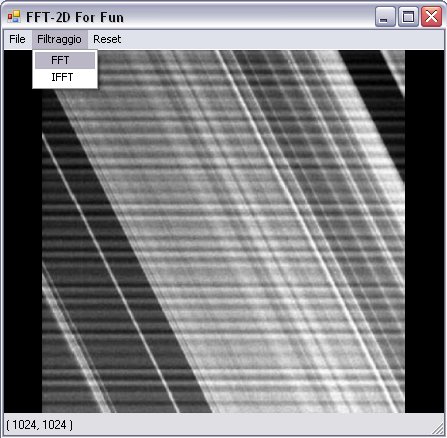 FFT-2D For Fun
File Filtraggio Reset
FFT
IFFT
( 1024, 1024 )